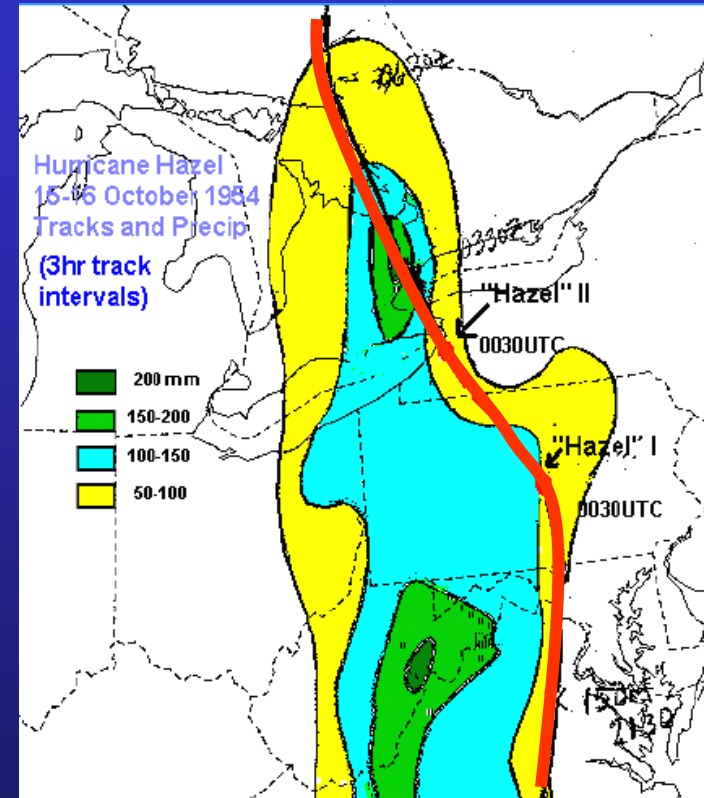 Hurricane Hazel
15-16 October 1954
Tracks and Precip
(3hr track
intervals)
0330Z
"Hazel" II
0030UTC
200 mm
150-200
100-150
50-100
"Hazel" I
0030UTC